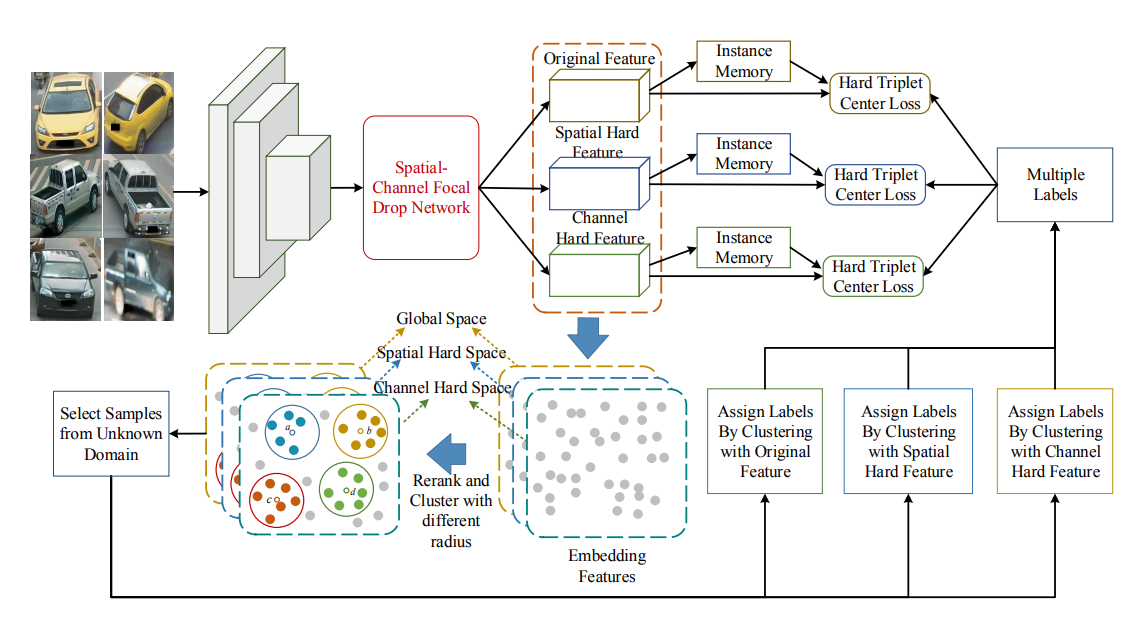 Original Feature
Instance
Memory
Hard Triplet
Center Loss
Spatial-
Channel Focal
Drop Network
Spatial Hard
Feature
Instance
Memory
Hard Triplet
Center Loss
Multiple
Labels
Channel
Hard Feature
Instance
Memory
Hard Triplet
Center Loss
Global Space
Spatial Hard Space
Channel Hard Space
Select Samples
from Unknown
Domain
a
b
c
d
Rerank and
Cluster with
different
radius
Embedding
Features
Assign Labels
By Clustering
with Original
Feature
Assign Labels
By Clustering
with Spatial
Hard Feature
Assign Labels
By Clustering
with Channel
Hard Feature